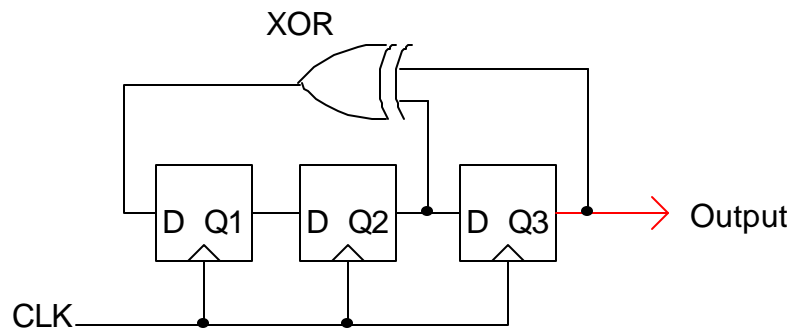 XOR
D Q1
D Q2
D Q3
Output
CLK